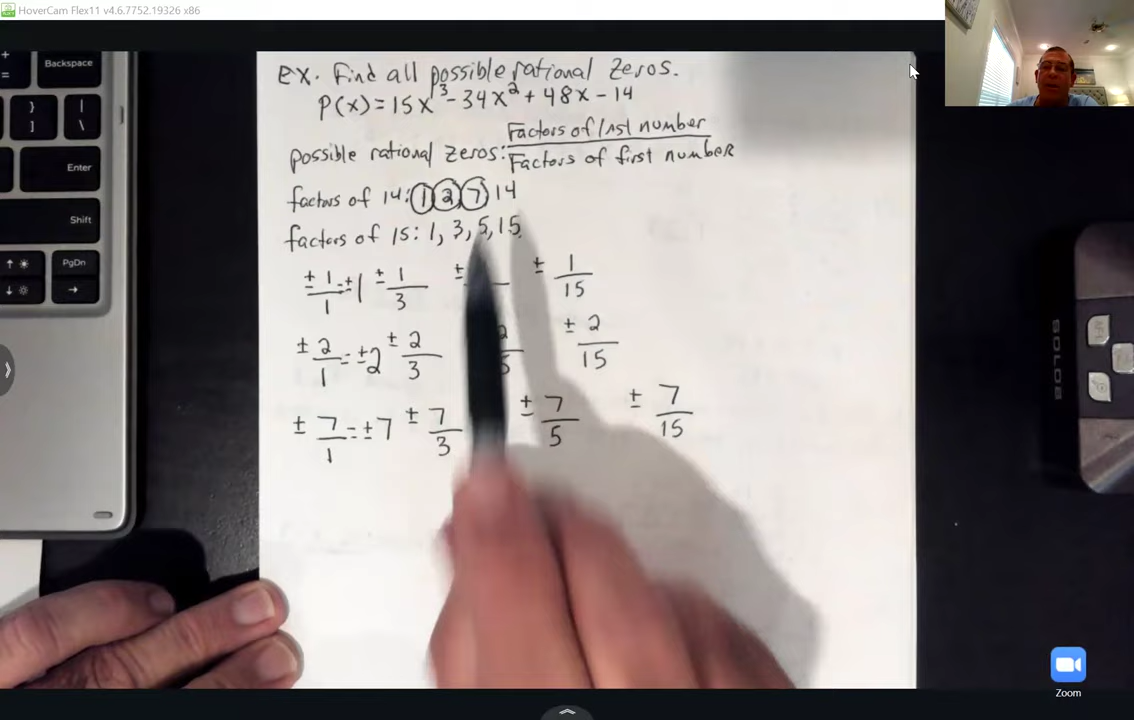 HoverCam Flex11 v4.6.7752.19326 x86
Backspace
Enter
Shift
PgDn
ex. Find all possible rational zeros.
P(x) = 15x³ - 34x² + 48x - 14
possible rational zeros: Factors of last number / Factors of first number
factors of 14: 1 2 7 14
factors of 15: 1, 3, 5, 15
± 1/1 = ±1 ± 1/3 ± ± 1/15
± 2/1 = ±2 ± 2/3 2/5 ± 2/15
± 7/1 = ±7 ± 7/3 ± 7/5 ± 7/15
SOLOS
Zoom